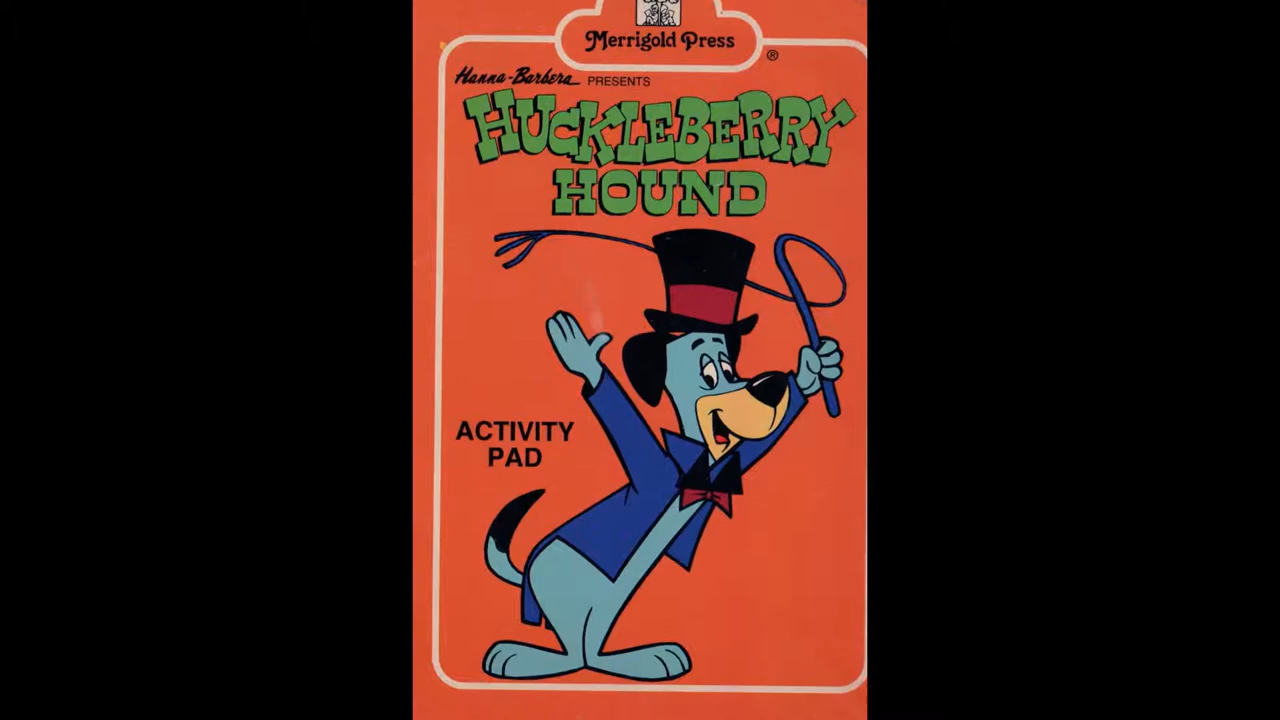 Merrigold Press
®
Hanna-Barbera PRESENTS
HUCKLEBERRY
HOUND
ACTIVITY
PAD